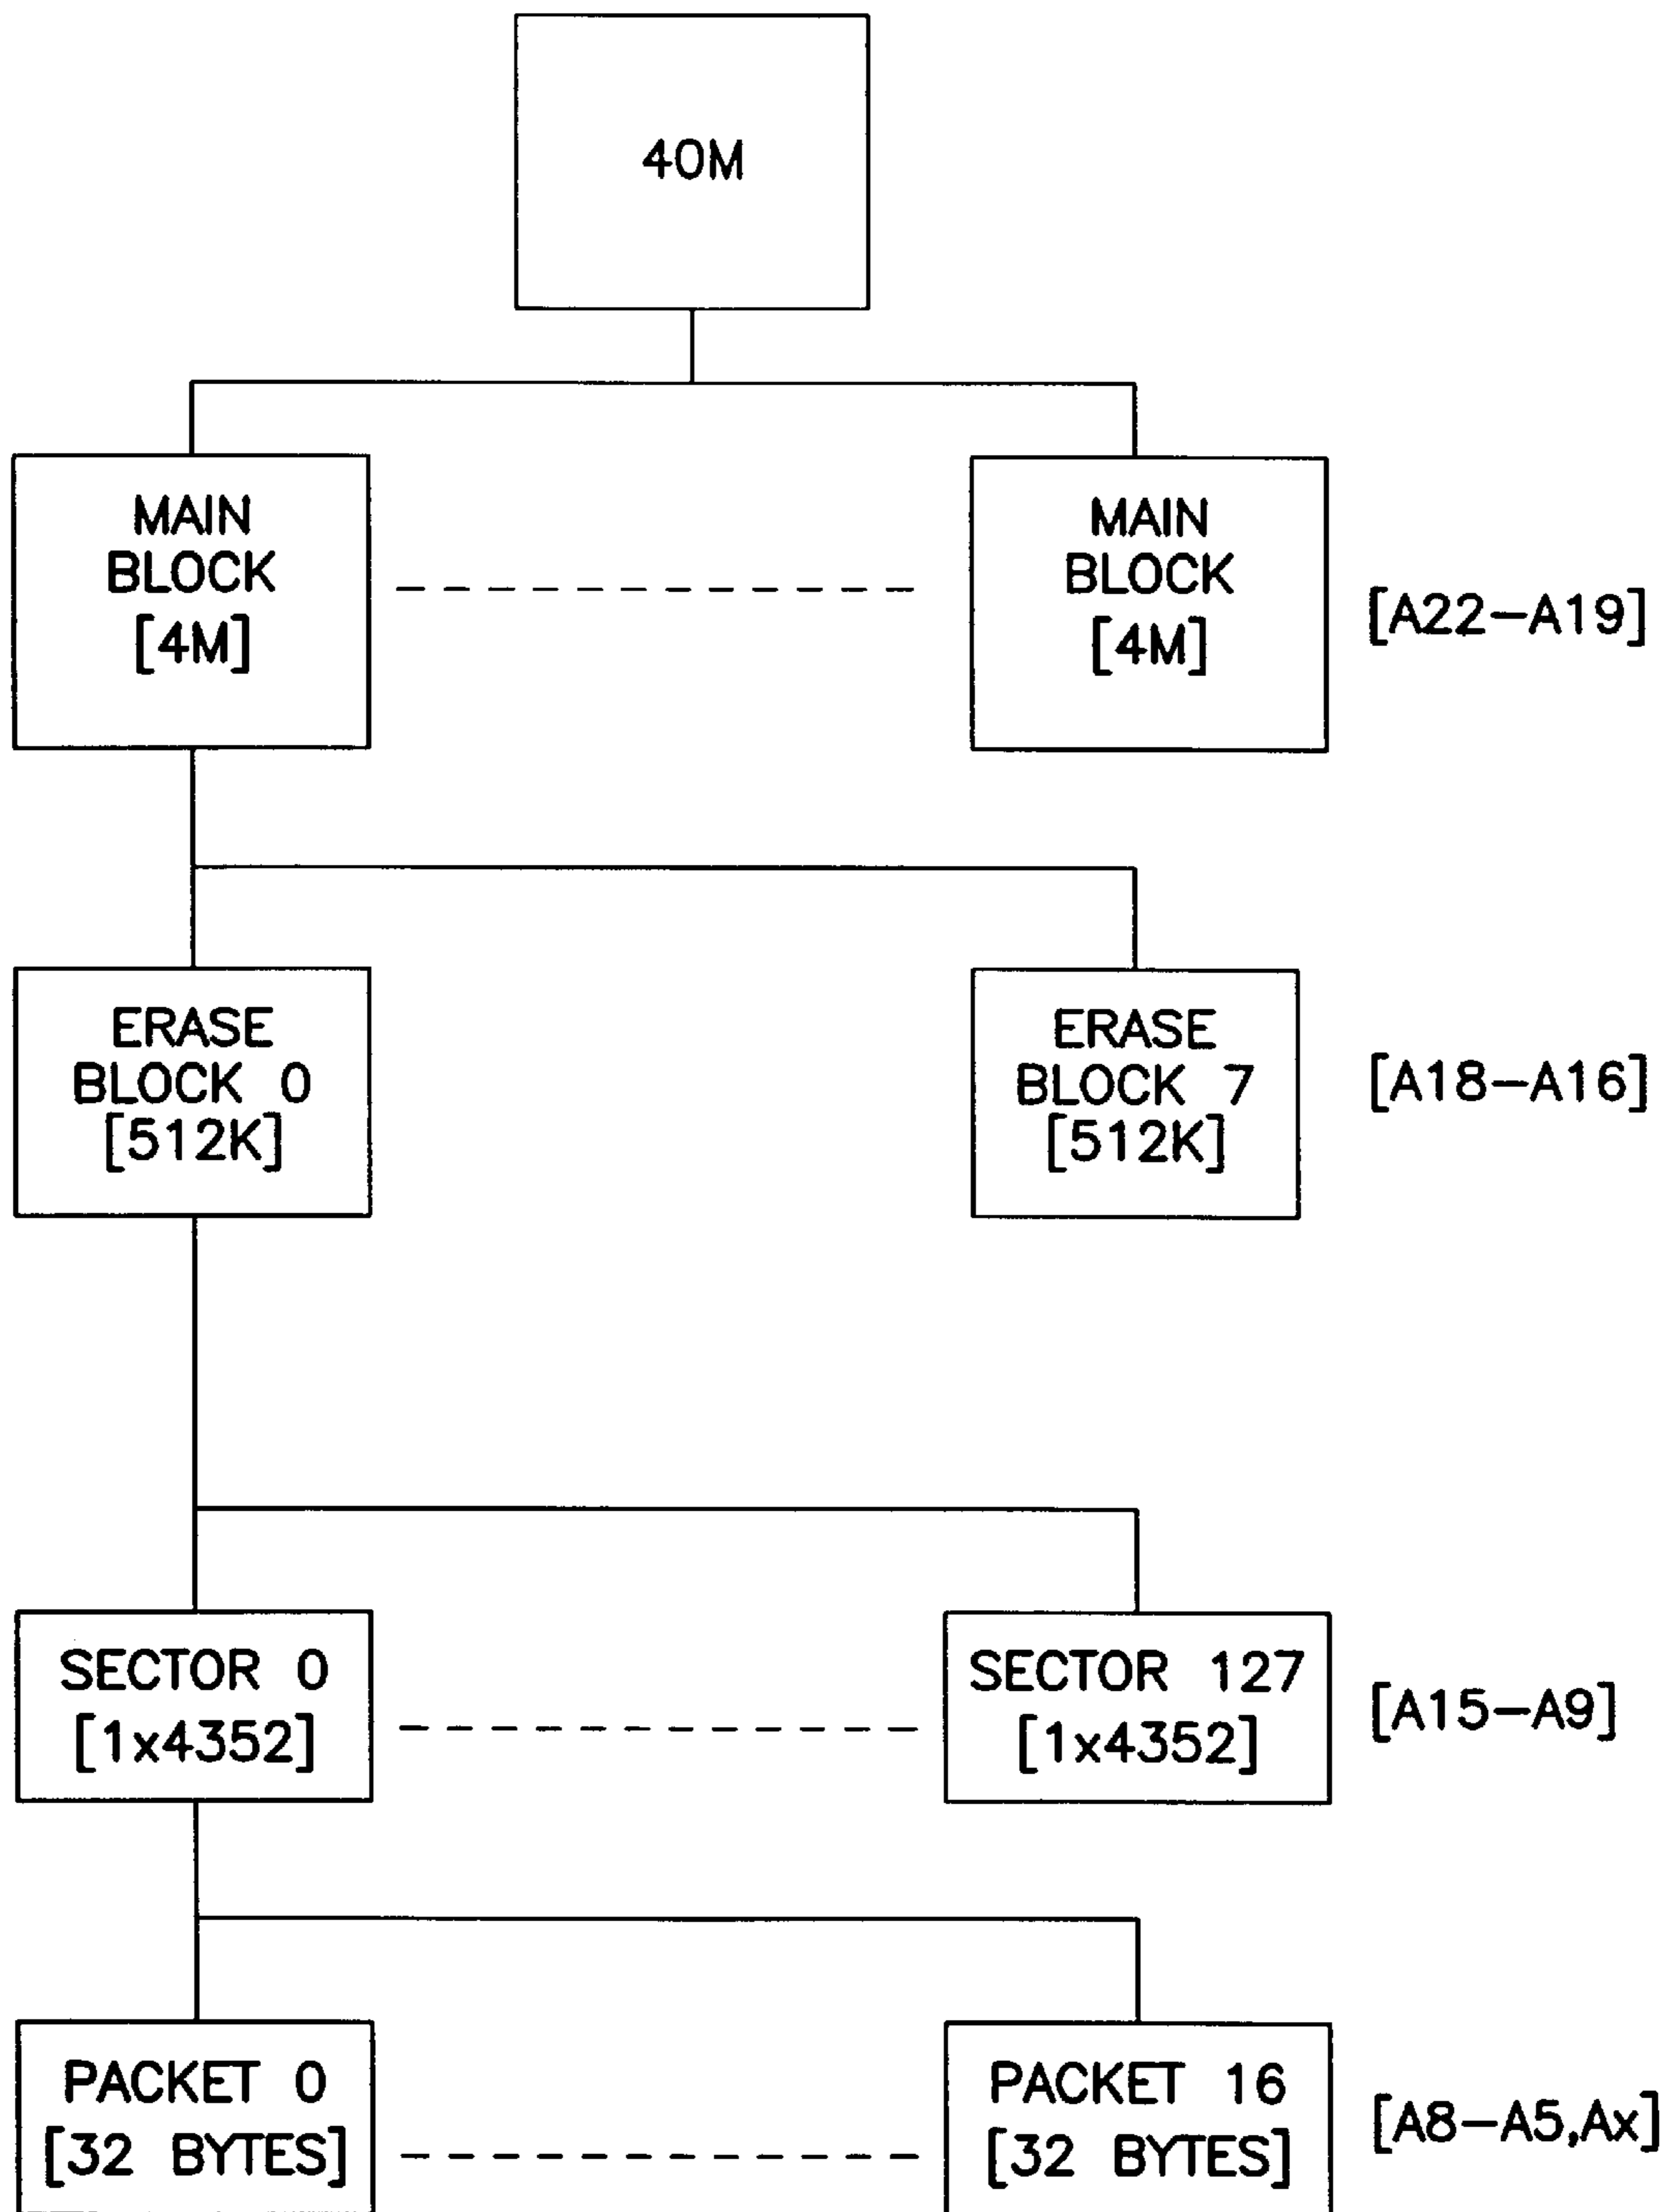 40M
MAIN
BLOCK
[4M]
MAIN
BLOCK
[4M]
[A22-A19]
ERASE
BLOCK 0
[512K]
ERASE
BLOCK 7
[512K]
[A18-A16]
SECTOR 0
[1x4352]
SECTOR 127
[1x4352]
[A15-A9]
PACKET 0
[32 BYTES]
PACKET 16
[32 BYTES]
[A8-A5,Ax]